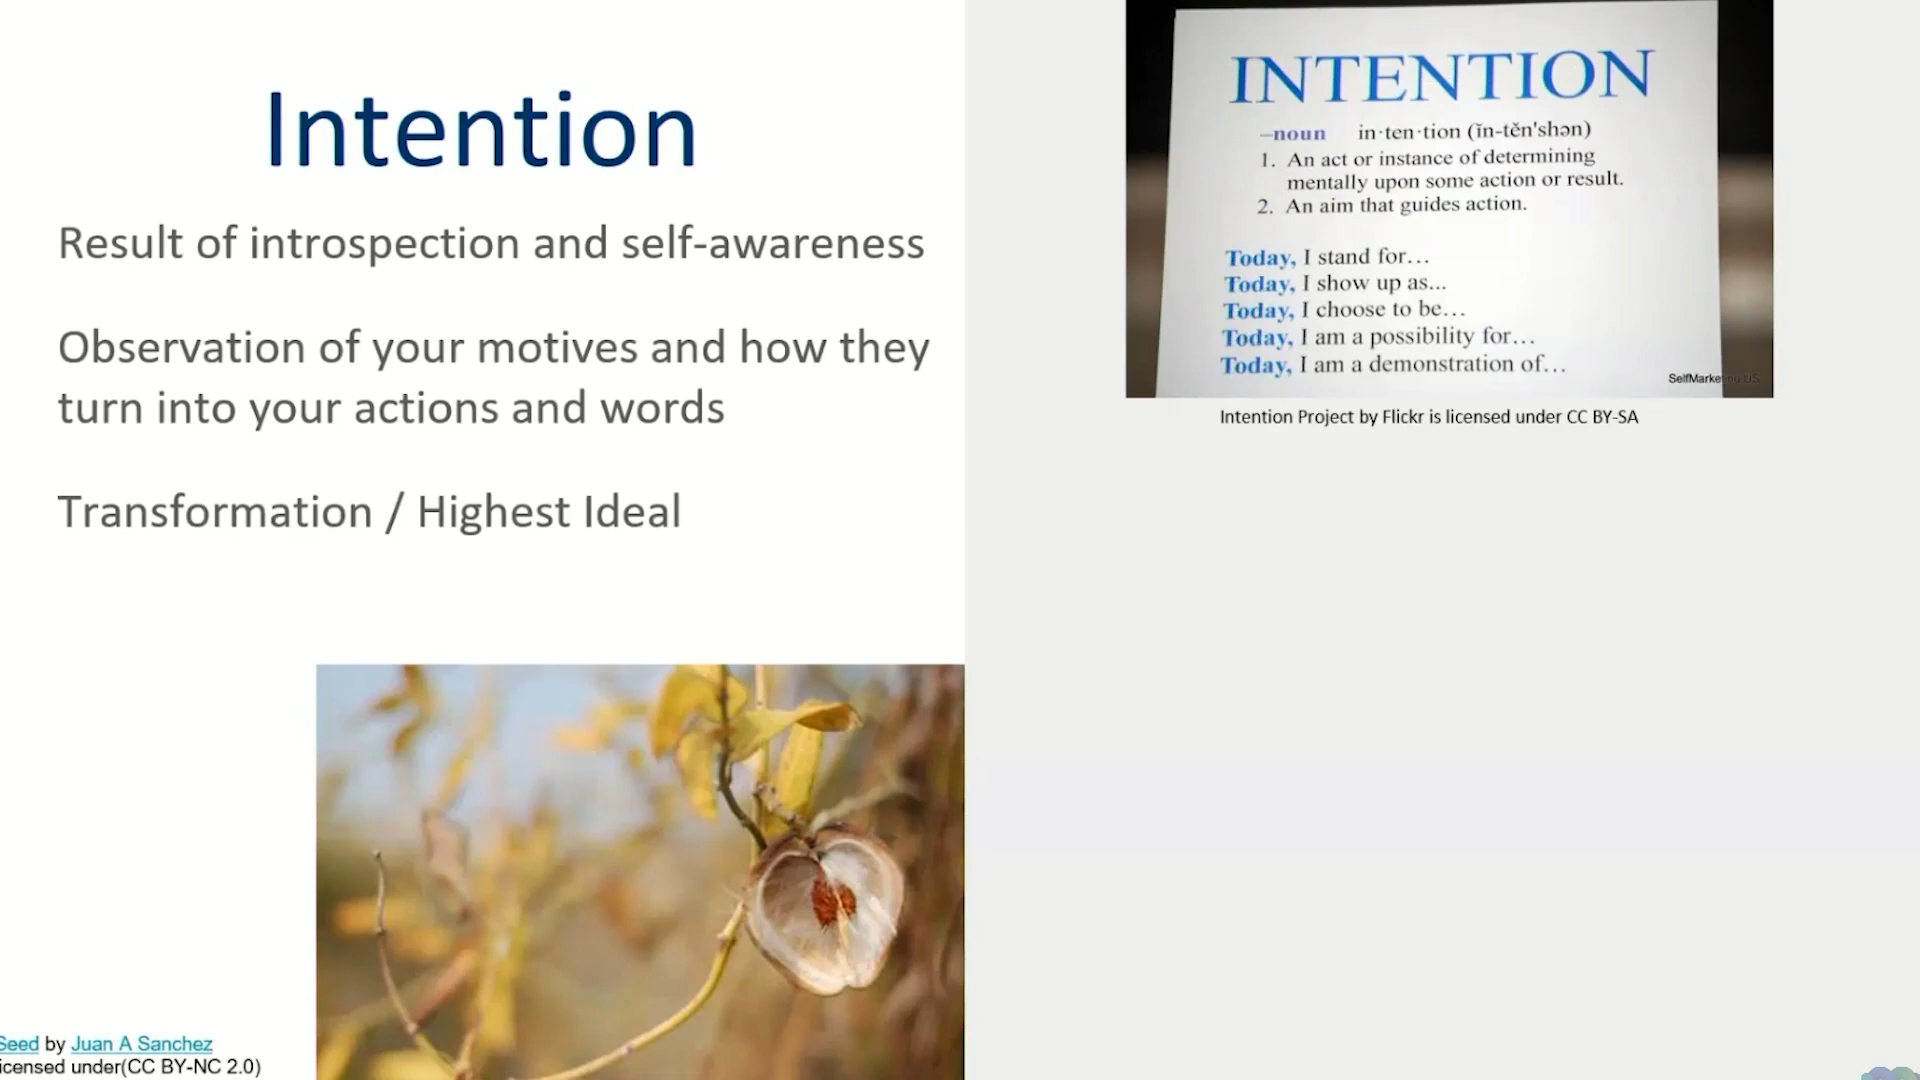 Intention
Result of introspection and self-awareness
Observation of your motives and how they
turn into your actions and words
Transformation / Highest Ideal
Seed by Juan A Sanchez
icensed under(CC BY-NC 2.0)
INTENTION
–noun in·ten·tion (ĭn-tĕn'shən)
1. An act or instance of determining
mentally upon some action or result.
2. An aim that guides action.
Today, I stand for…
Today, I show up as...
Today, I choose to be…
Today, I am a possibility for…
Today, I am a demonstration of…
SelfMarketing.US
Intention Project by Flickr is licensed under CC BY-SA